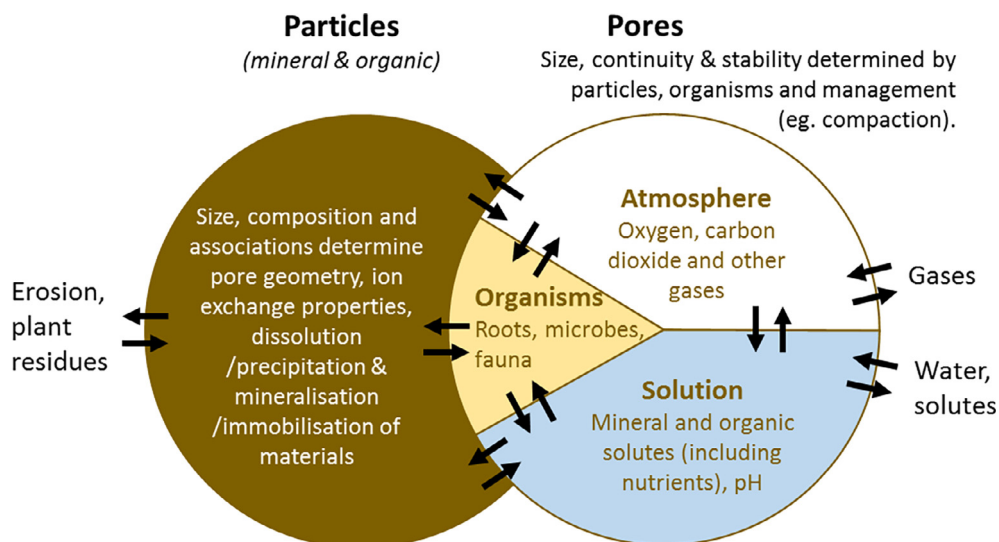 Particles
(mineral & organic)
Pores
Size, continuity & stability determined by
particles, organisms and management
(eg. compaction).
Size, composition and
associations determine
pore geometry, ion
exchange properties,
dissolution
/precipitation &
mineralisation
/immobilisation of
materials
Erosion,
plant
residues
Organisms
Roots, microbes,
fauna
Atmosphere
Oxygen, carbon
dioxide and other
gases
Solution
Mineral and organic
solutes (including
nutrients), pH
Gases
Water,
solutes